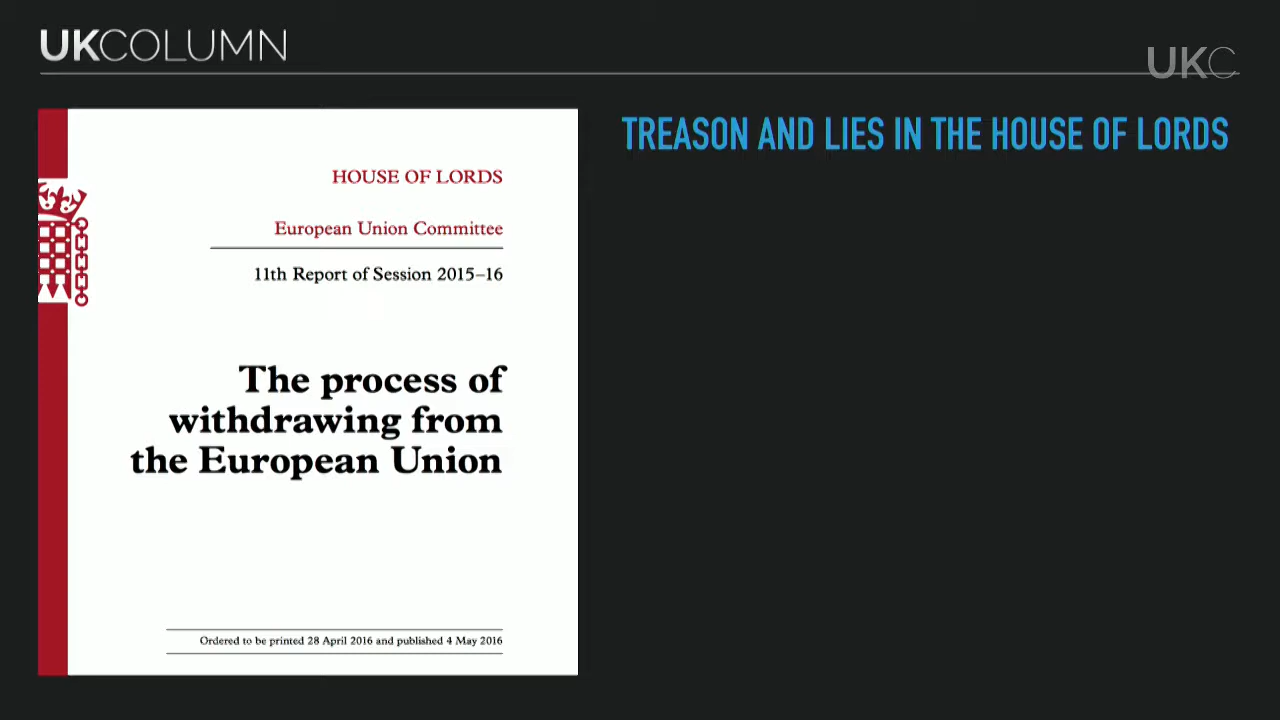 UKCOLUMN
UKC
TREASON AND LIES IN THE HOUSE OF LORDS
HOUSE OF LORDS
European Union Committee
11th Report of Session 2015–16
The process of
withdrawing from
the European Union
Ordered to be printed 28 April 2016 and published 4 May 2016